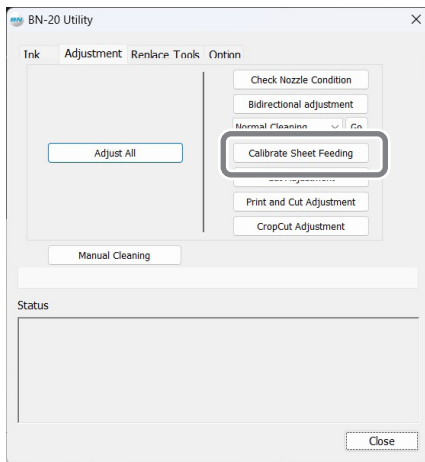 BN-20 Utility
Ink Adjustment Replace Tools Option
Check Nozzle Condition
Bidirectional adjustment
Normal Cleaning Go
Adjust All
Calibrate Sheet Feeding
Adjustment
Print and Cut Adjustment
CropCut Adjustment
Manual Cleaning
Status
Close